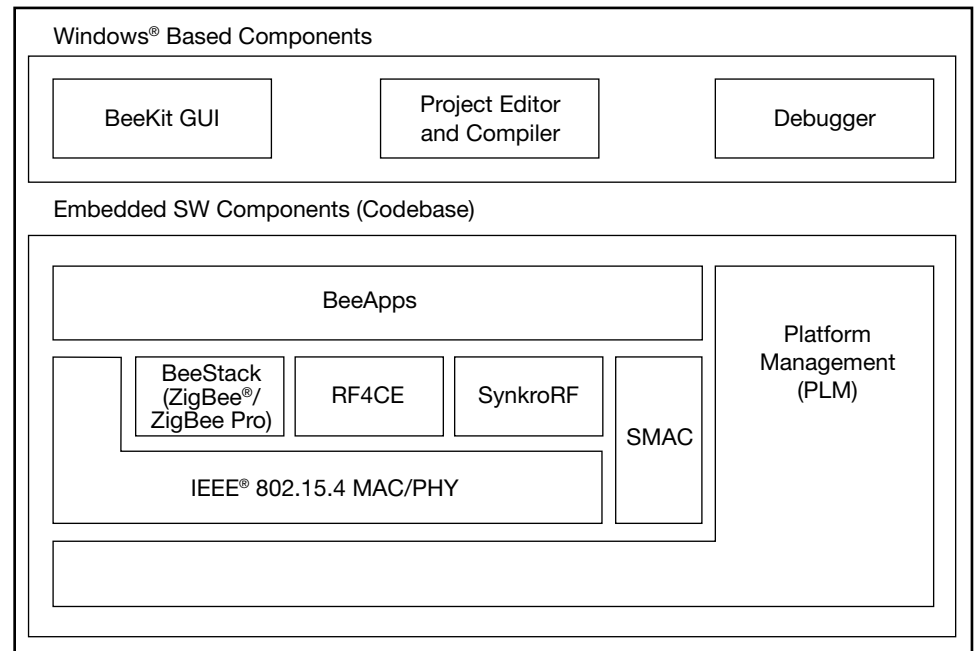 Windows® Based Components
BeeKit GUI
Project Editor
and Compiler
Debugger
Embedded SW Components (Codebase)
BeeApps
Platform
Management
(PLM)
BeeStack
(ZigBee®/
ZigBee Pro)
RF4CE
SynkroRF
SMAC
IEEE® 802.15.4 MAC/PHY